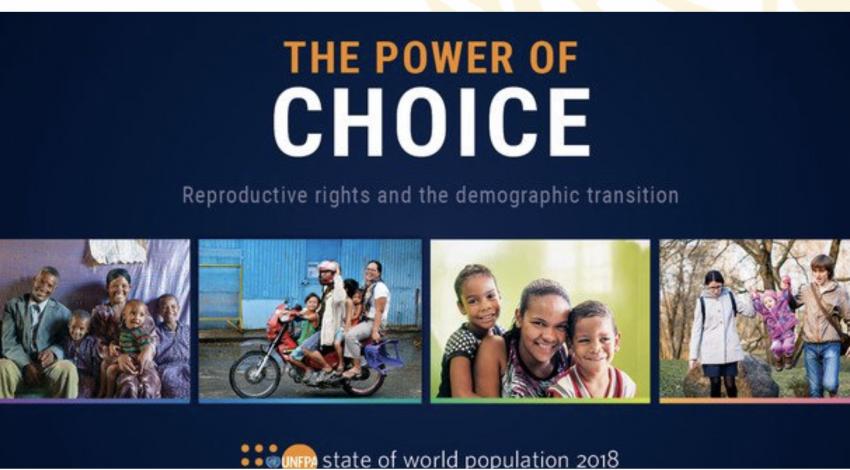 THE POWER OF
CHOICE
Reproductive rights and the demographic transition
UNFPA state of world population 2018